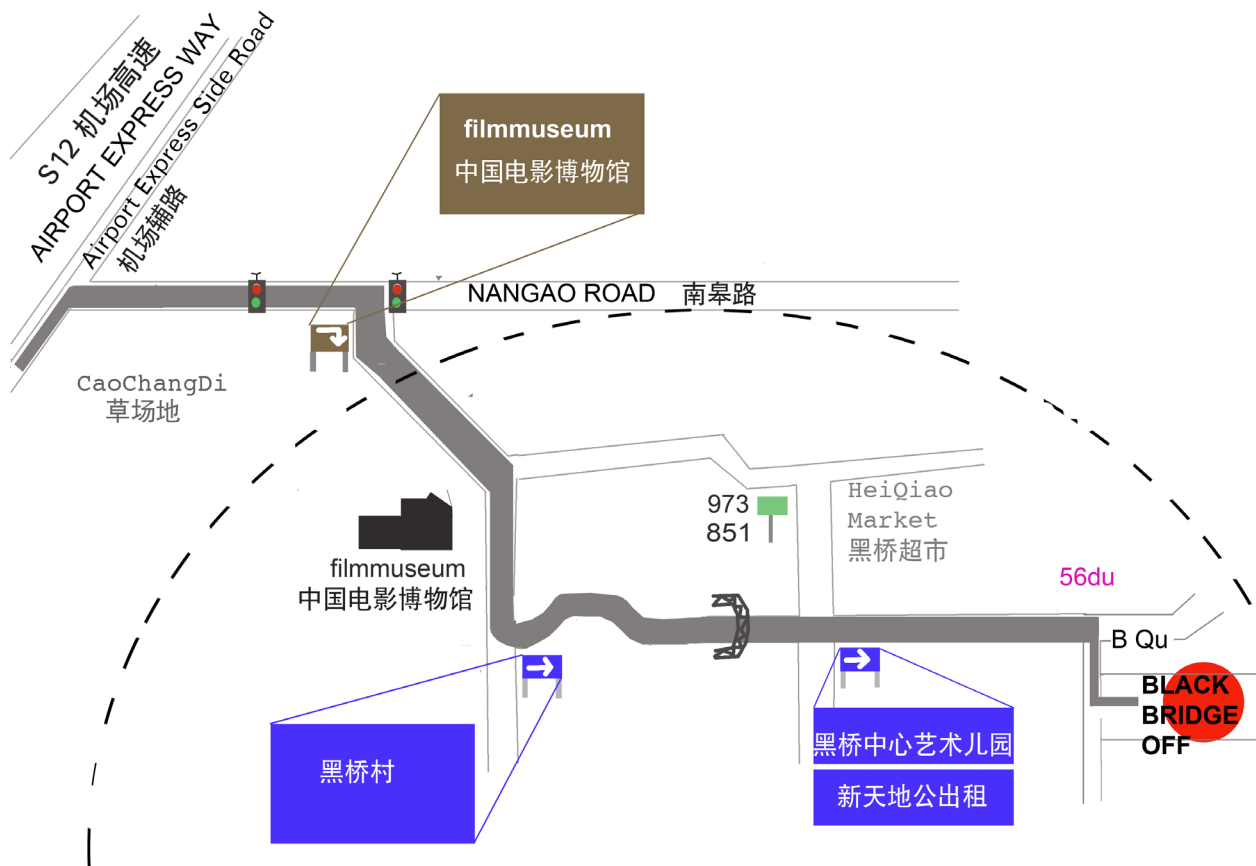 S12 机场高速
AIRPORT EXPRESS WAY
Airport Express Side Road
机场辅路
filmmuseum
中国电影博物馆
NANGAO ROAD 南皋路
CaoChangDi
草场地
973
851
HeiQiao
Market
黑桥超市
filmmuseum
中国电影博物馆
56du
B Qu
BLACK
BRIDGE
OFF
黑桥村
黑桥中心艺术儿园
新天地公出租